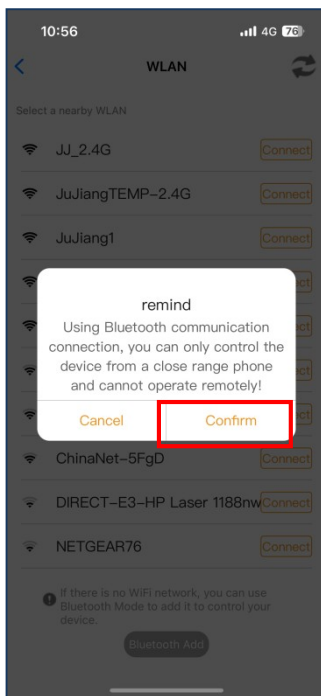 10:56
4G 76
WLAN
Select a nearby WLAN
JJ_2.4G Connect
JuJiangTEMP-2.4G Connect
JuJiang1 Connect
remind
Using Bluetooth communication
connection, you can only control the
device from a close range phone
and cannot operate remotely!
Cancel Confirm
ChinaNet-5FgD Connect
DIRECT-E3-HP Laser 1188nw Connect
NETGEAR76 Connect
If there is no WiFi network, you can use
Bluetooth Mode to add it to control your
device.
Bluetooth Add